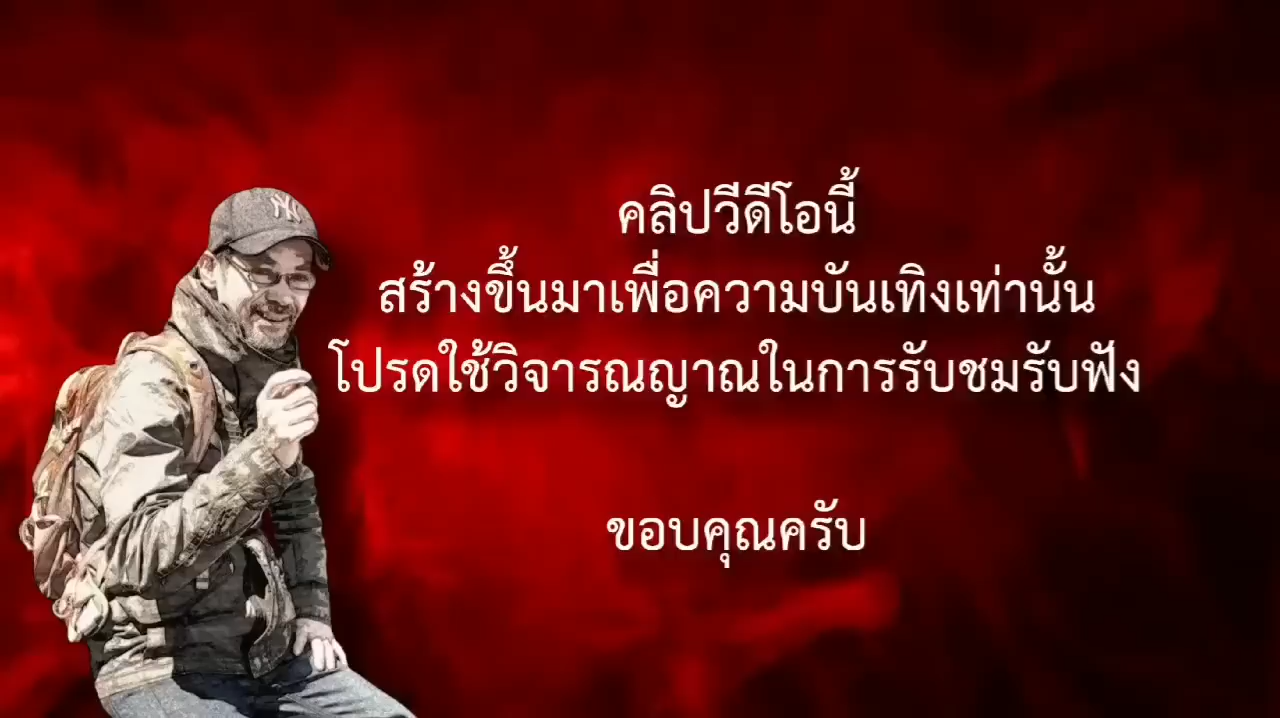 คลิปวีดีโอนี้
สร้างขึ้นมาเพื่อความบันเทิงเท่านั้น
โปรดใช้วิจารณญาณในการรับชมรับฟัง
ขอบคุณครับ
NY